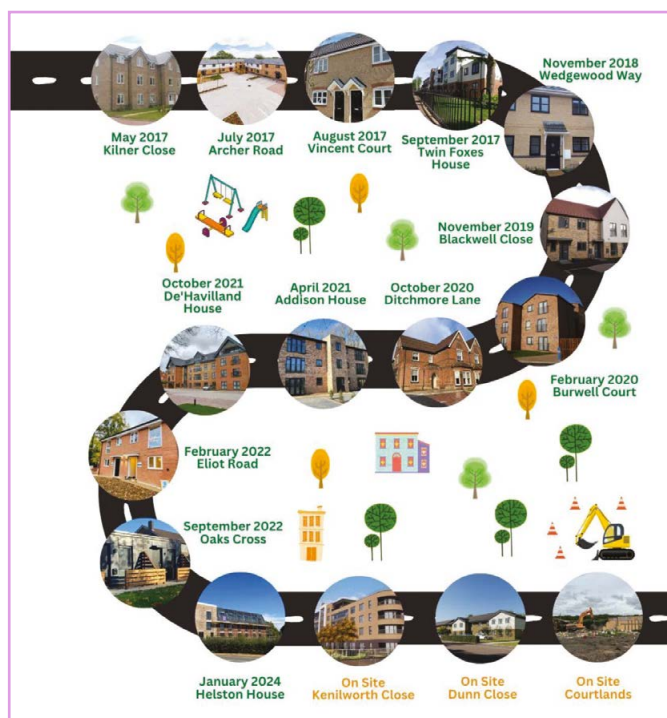 May 2017
Kilner Close
July 2017
Archer Road
August 2017
Vincent Court
September 2017
Twin Foxes
House
November 2018
Wedgewood Way
November 2019
Blackwell Close
February 2020
Burwell Court
October 2020
Ditchmore Lane
April 2021
Addison House
October 2021
De'Havilland
House
February 2022
Eliot Road
September 2022
Oaks Cross
January 2024
Helston House
On Site
Kenilworth Close
On Site
Dunn Close
On Site
Courtlands